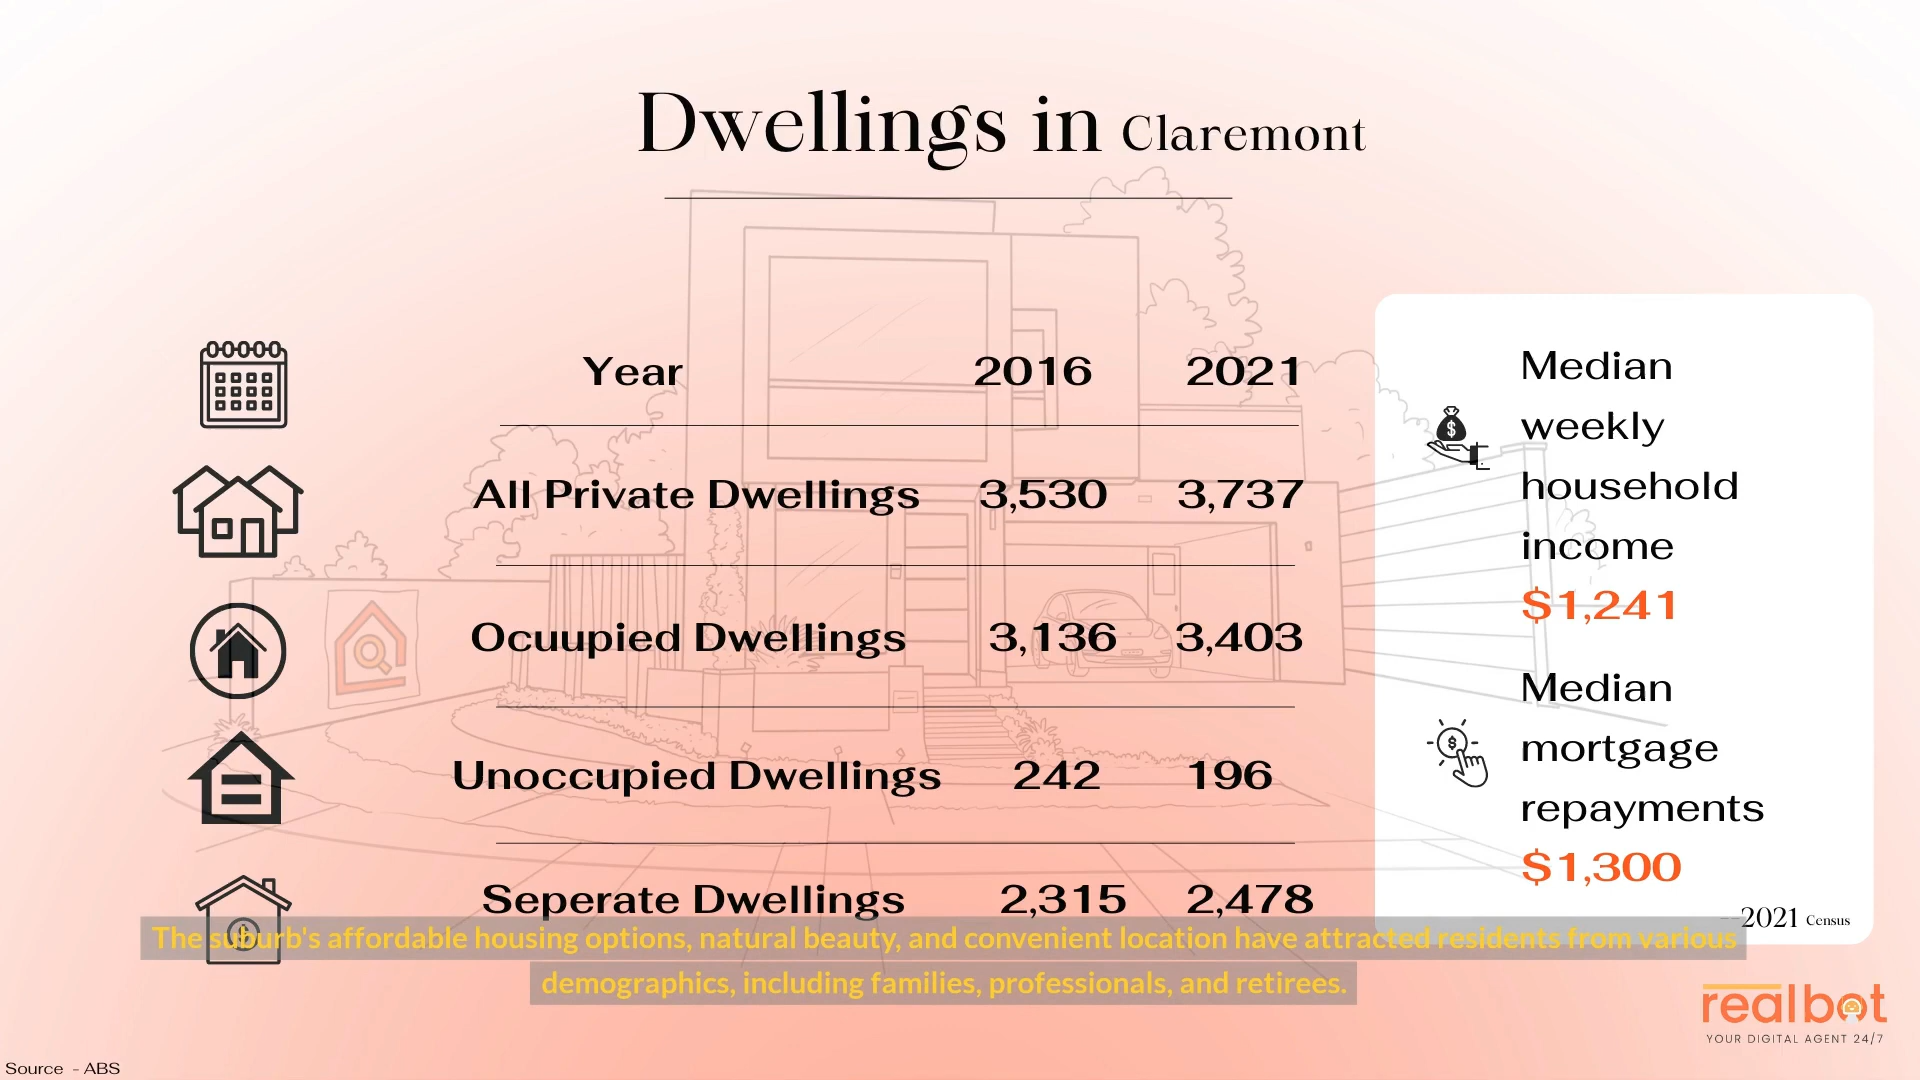 Dwellings in Claremont
Year 2016 2021
All Private Dwellings 3,530 3,737
Ocuupied Dwellings 3,136 3,403
Unoccupied Dwellings 242 196
Seperate Dwellings 2,315 2,478
Median
weekly
household
income
$1,241
Median
mortgage
repayments
$1,300
--2021 Census
The suburb's affordable housing options, natural beauty, and convenient location have attracted residents from various
demographics, including families, professionals, and retirees.
realbot
YOUR DIGITAL AGENT 24/7
Source - ABS